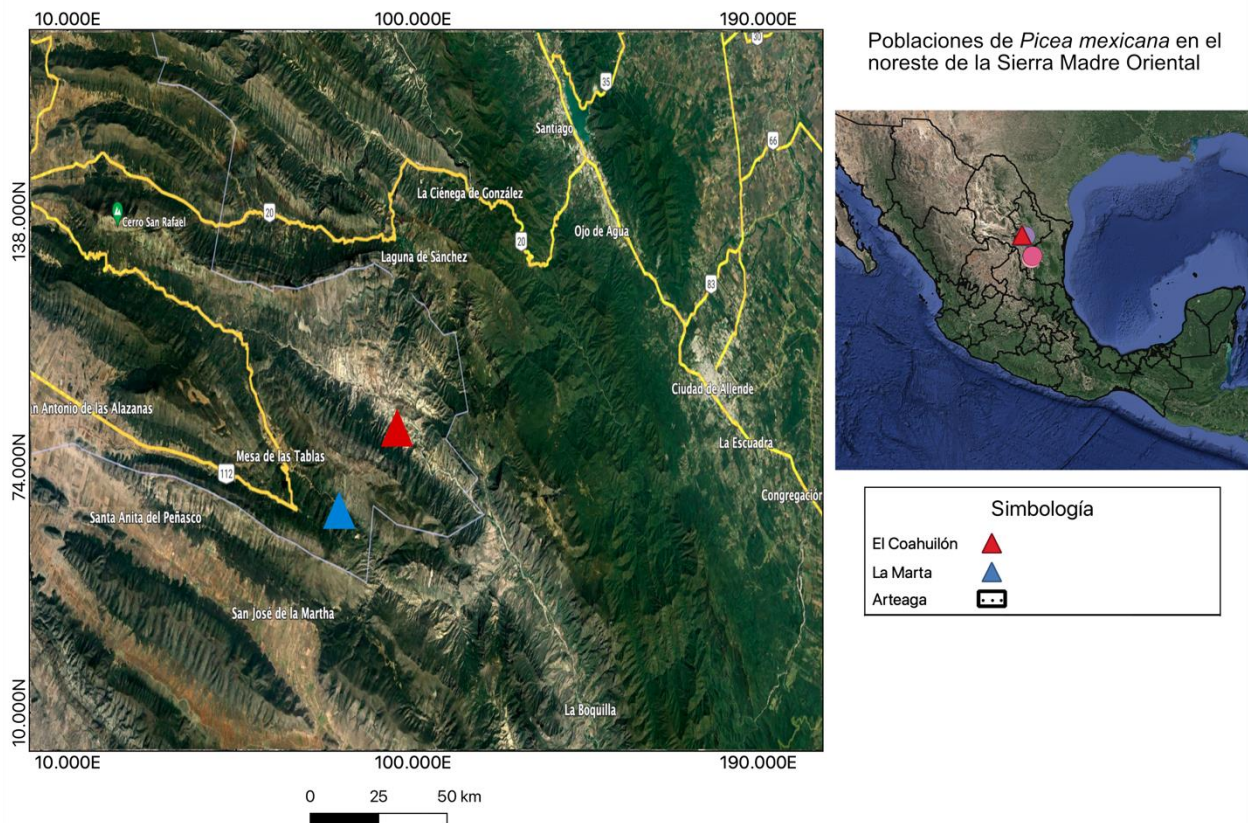 10.000E 100.000E 190.000E
Poblaciones de Picea mexicana en el
noreste de la Sierra Madre Oriental
30
35
Santiago
66
La Ciénega de González
138.000N
Cerro San Rafael
20
Ojo de Agua
20
Laguna de Sánchez
83
Ciudad de Allende
n Antonio de las Alazanas
La Escuadra
74.000N
Mesa de las Tablas
112
Congregación
Santa Anita del Peñasco
San José de la Martha
La Boquilla
10.000N
10.000E 100.000E 190.000E
0 25 50 km
Simbología
El Coahuilón
La Marta
Arteaga